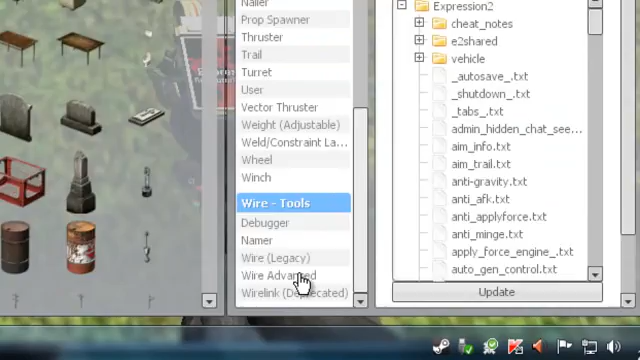 Nailer
Prop Spawner
Thruster
Trail
Turret
User
Vector Thruster
Weight (Adjustable)
Weld/Constraint La...
Wheel
Winch
Wire - Tools
Debugger
Namer
Wire (Legacy)
Wire Advanced
Wirelink (Deprecated)
Expression2
cheat_notes
e2shared
vehicle
_autosave_.txt
_shutdown_.txt
_tabs_.txt
admin_hidden_chat_see...
aim_info.txt
aim_trail.txt
anti-gravity.txt
anti_afk.txt
anti_applyforce.txt
anti_minge.txt
apply_force_engine_.txt
auto_gen_control.txt
Update